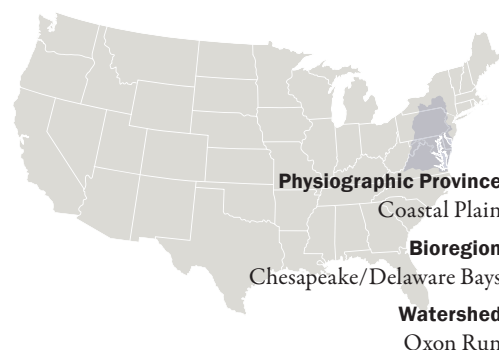 Physiographic Province
Coastal Plain
Bioregion
Chesapeake/Delaware Bays
Watershed
Oxon Run